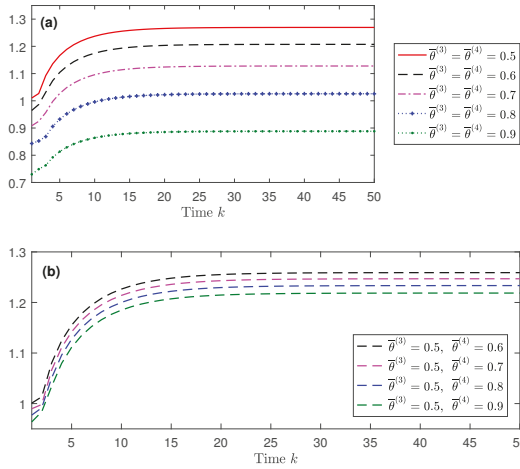 (a)
1.3
1.2
1.1
1
0.9
0.8
0.7
5 10 15 20 25 30 35 40 45 50
Time k
θ̅⁽³⁾ = θ̅⁽⁴⁾ = 0.5
θ̅⁽³⁾ = θ̅⁽⁴⁾ = 0.6
θ̅⁽³⁾ = θ̅⁽⁴⁾ = 0.7
θ̅⁽³⁾ = θ̅⁽⁴⁾ = 0.8
θ̅⁽³⁾ = θ̅⁽⁴⁾ = 0.9
(b)
1.3
1.2
1.1
1
5 10 15 20 25 30 35 40 45 50
Time k
θ̅⁽³⁾ = 0.5, θ̅⁽⁴⁾ = 0.6
θ̅⁽³⁾ = 0.5, θ̅⁽⁴⁾ = 0.7
θ̅⁽³⁾ = 0.5, θ̅⁽⁴⁾ = 0.8
θ̅⁽³⁾ = 0.5, θ̅⁽⁴⁾ = 0.9